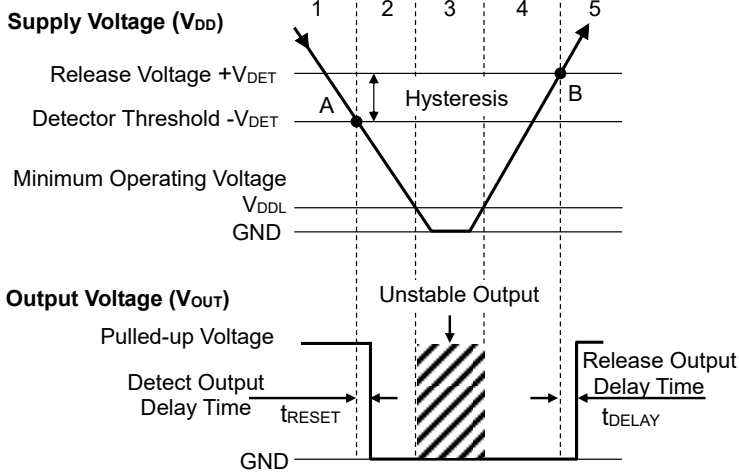 1 2 3 4 5
Supply Voltage (VDD)
Release Voltage +VDET
A
Hysteresis
B
Detector Threshold -VDET
Minimum Operating Voltage
VDDL
GND
Output Voltage (VOUT)
Unstable Output
Pulled-up Voltage
Detect Output
Delay Time
tRESET
Release Output
Delay Time
tDELAY
GND